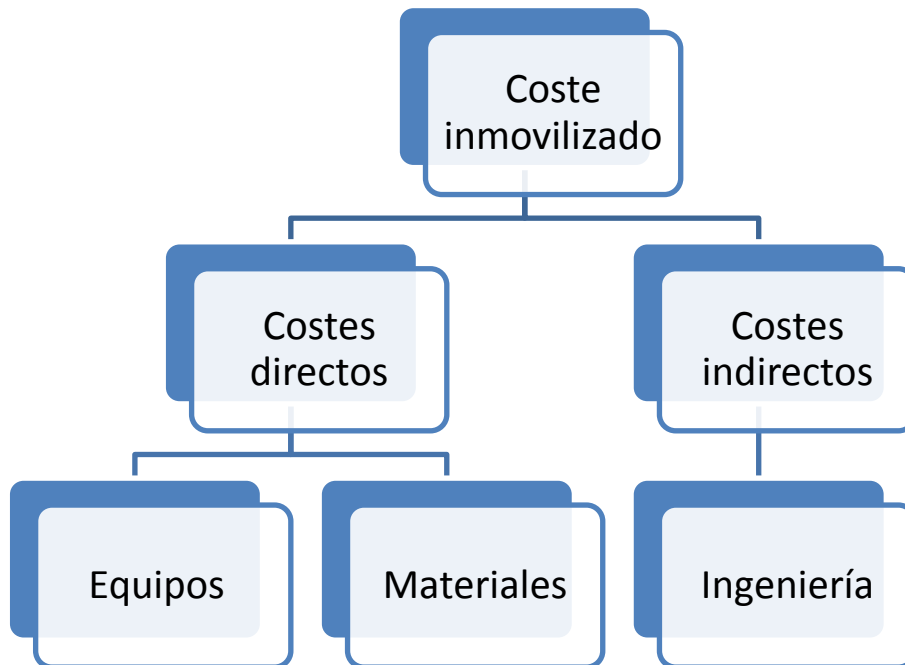 Coste
inmovilizado
Costes
directos
Costes
indirectos
Equipos
Materiales
Ingeniería